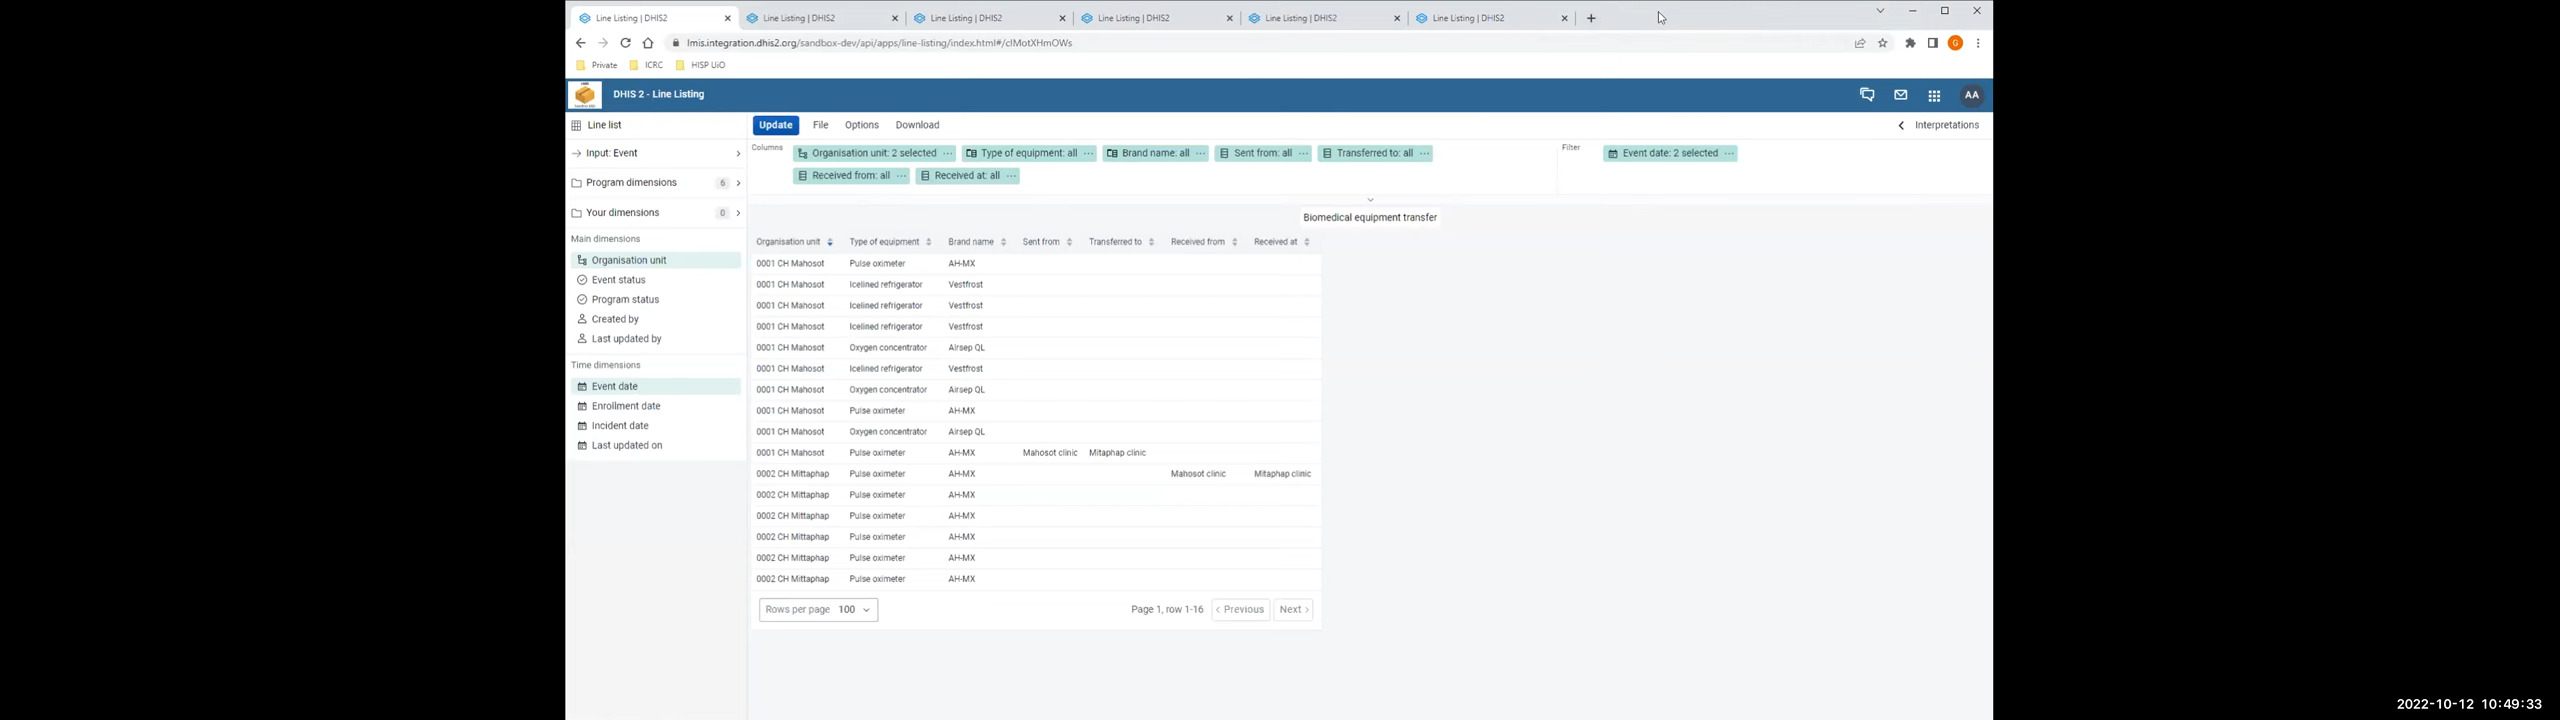 Line Listing | DHIS2 Line Listing | DHIS2 Line Listing | DHIS2 Line Listing | DHIS2 Line Listing | DHIS2 Line Listing | DHIS2
lmis.integration.dhis2.org/sandbox-dev/api/apps/line-listing/index.html#/cIMotXHmOWs G
Private ICRC HISP UiO
DHIS 2 - Line Listing AA
Line list Update File Options Download Interpretations
Columns Organisation unit: 2 selected Type of equipment: all Brand name: all Sent from: all Transferred to: all Filter Event date: 2 selected
Input: Event
Received from: all Received at: all
Program dimensions 6
Your dimensions 0
Biomedical equipment transfer
Main dimensions
Organisation unit
Event status
Program status
Created by
Last updated by
Time dimensions
Event date
Enrollment date
Incident date
Last updated on
Organisation unit Type of equipment Brand name Sent from Transferred to Received from Received at
0001 CH Mahosot Pulse oximeter AH-MX
0001 CH Mahosot Icelined refrigerator Vestfrost
0001 CH Mahosot Icelined refrigerator Vestfrost
0001 CH Mahosot Icelined refrigerator Vestfrost
0001 CH Mahosot Oxygen concentrator Airsep QL
0001 CH Mahosot Icelined refrigerator Vestfrost
0001 CH Mahosot Oxygen concentrator Airsep QL
0001 CH Mahosot Pulse oximeter AH-MX
0001 CH Mahosot Oxygen concentrator Airsep QL
0001 CH Mahosot Pulse oximeter AH-MX Mahosot clinic Mitaphap clinic
0002 CH Mittaphap Pulse oximeter AH-MX Mahosot clinic Mitaphap clinic
0002 CH Mittaphap Pulse oximeter AH-MX
0002 CH Mittaphap Pulse oximeter AH-MX
0002 CH Mittaphap Pulse oximeter AH-MX
0002 CH Mittaphap Pulse oximeter AH-MX
0002 CH Mittaphap Pulse oximeter AH-MX
Rows per page 100 Page 1, row 1-16 Previous Next
2022-10-12 10:49:33